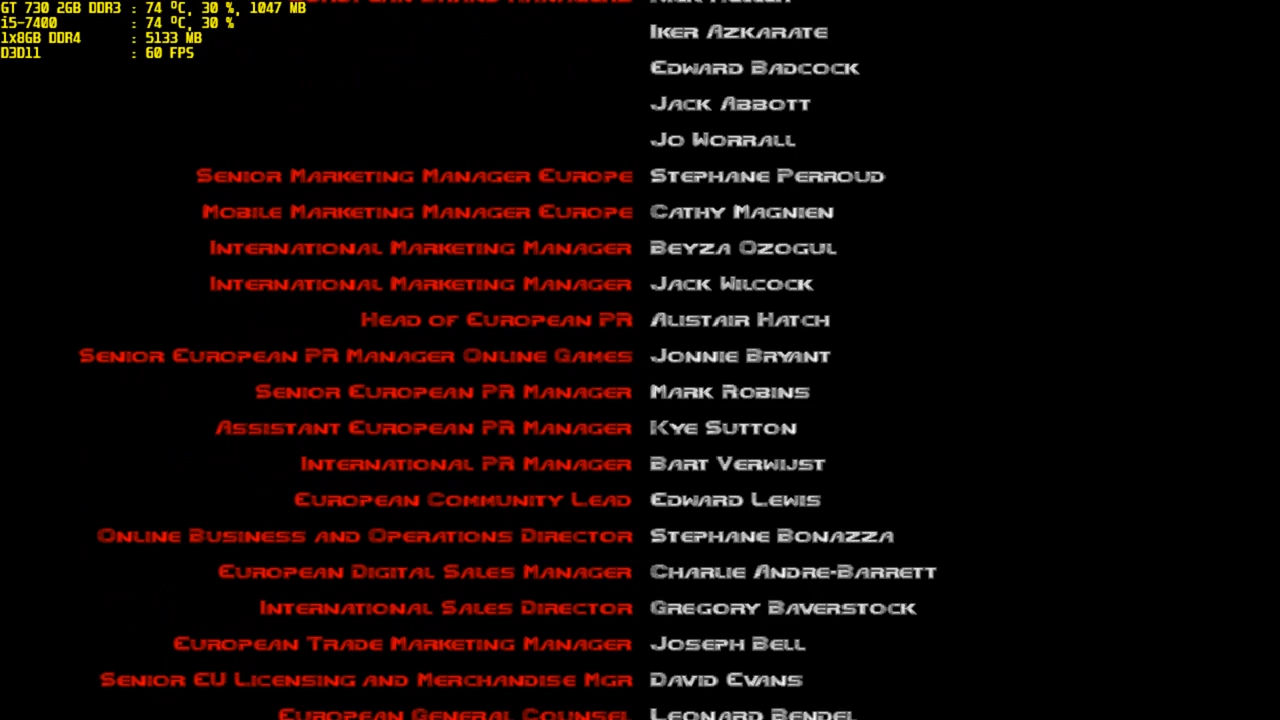 GT 730 2GB DDR3 : 74 ºC, 30 %, 1047 MB
i5-7400 : 74 ºC, 30 %
1x8GB DDR4 : 5133 MB
D3D11 : 60 FPS
Iker Azkarate
Edward Badcock
Jack Abbott
Jo Worrall
Senior Marketing Manager Europe Stephane Perroud
Mobile Marketing Manager Europe Cathy Magnien
International Marketing Manager Beyza Ozogul
International Marketing Manager Jack Wilcock
Head of European PR Alistair Hatch
Senior European PR Manager Online Games Jonnie Bryant
Senior European PR Manager Mark Robins
Assistant European PR Manager Kye Sutton
International PR Manager Bart Verwijst
European Community Lead Edward Lewis
Online Business and Operations Director Stephane Bonazza
European Digital Sales Manager Charlie Andre-Barrett
International Sales Director Gregory Baverstock
European Trade Marketing Manager Joseph Bell
Senior EU Licensing and Merchandise Mgr David Evans
European General Counsel Leonard Bendel